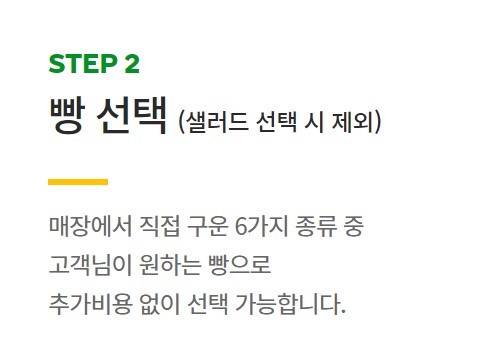 STEP 2
빵 선택 (샐러드 선택 시 제외)
매장에서 직접 구운 6가지 종류 중
고객님이 원하는 빵으로
추가비용 없이 선택 가능합니다.